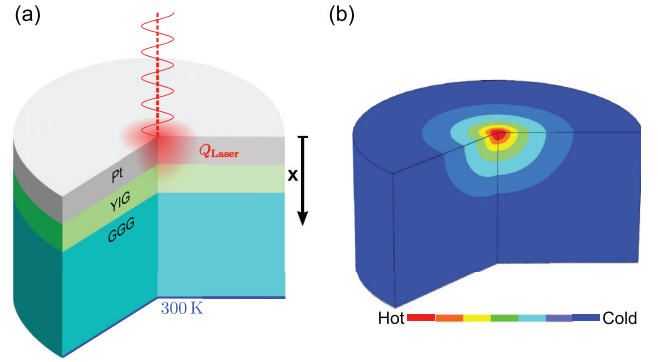 (a)
Q_Laser
Pt
YIG
GGG
x
300 K
(b)
Hot Cold